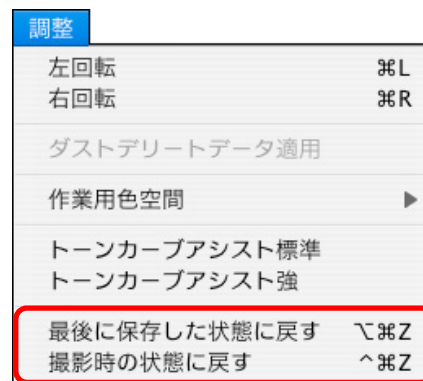 調整
左回転 ⌘L
右回転 ⌘R
ダストデリートデータ適用
作業用色空間 ▶
トーンカーブアシスト標準
トーンカーブアシスト強
最後に保存した状態に戻す ⌥⌘Z
撮影時の状態に戻す ^⌘Z